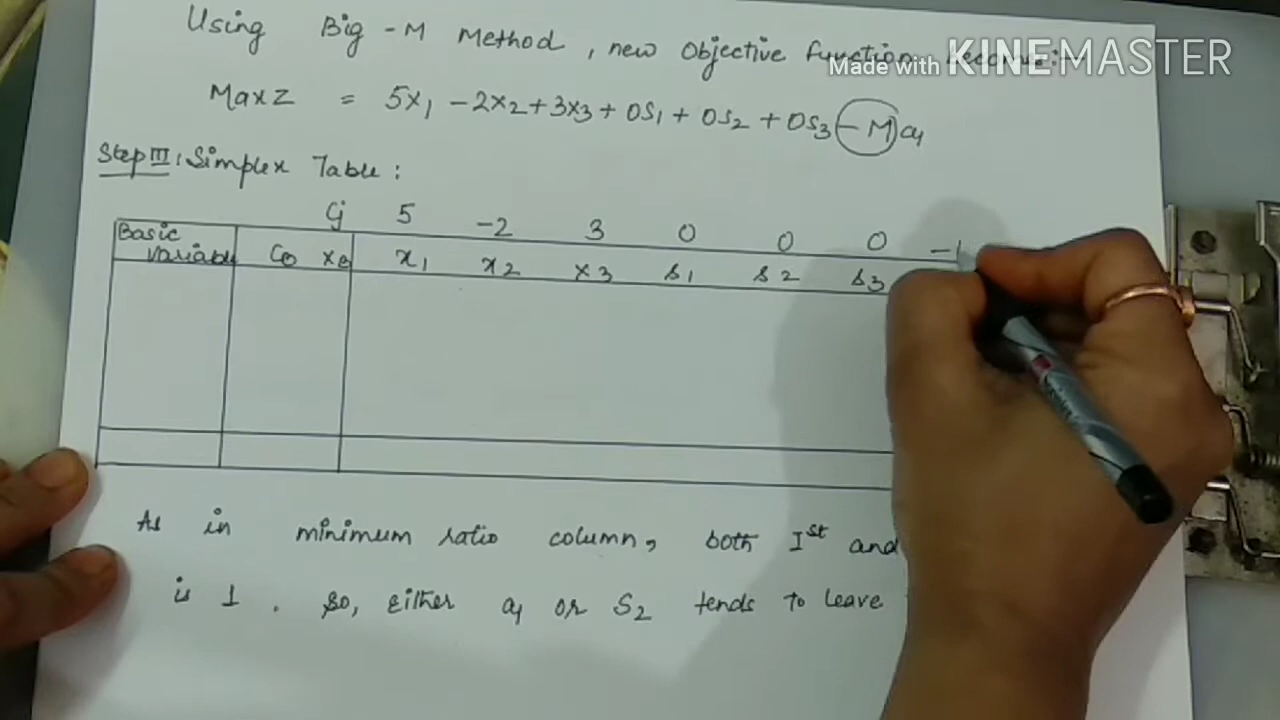 Using Big-M Method, new Objective Function
Made with KINEMASTER
Max Z = 5x1 - 2x2 + 3x3 + 0s1 + 0s2 + 0s3 - Ma1
Step III: Simplex Table:
Cj 5 -2 3 0 0 0 -
Basic Variable CB XB x1 x2 x3 s1 s2 s3
As in minimum ratio column, both Ist and
is 1. so, either a1 or S2 tends to leave